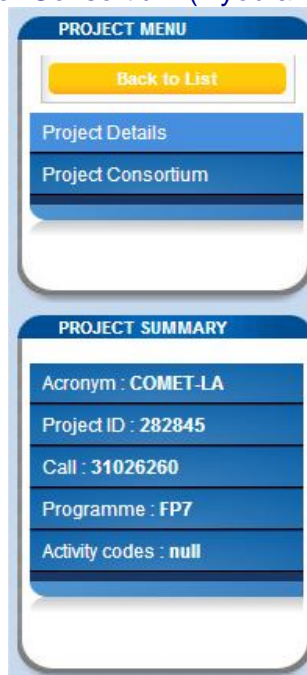 PROJECT MENU
Back to List
Project Details
Project Consortium
PROJECT SUMMARY
Acronym : COMET-LA
Project ID : 282845
Call : 31026260
Programme : FP7
Activity codes : null